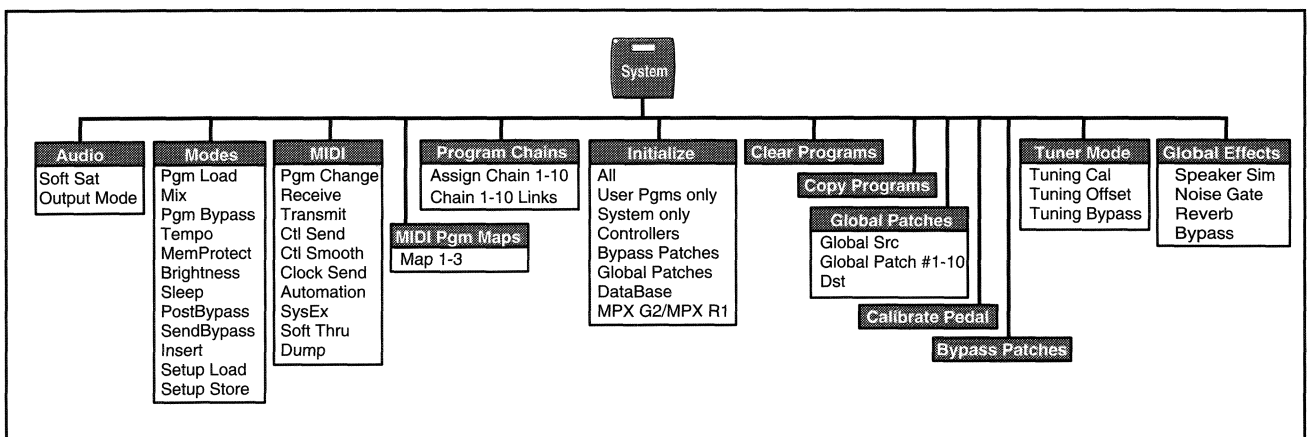 System
Audio
Soft Sat
Output Mode
Modes
Pgm Load
Mix
Pgm Bypass
Tempo
MemProtect
Brightness
Sleep
PostBypass
SendBypass
Insert
Setup Load
Setup Store
MIDI
Pgm Change
Receive
Transmit
Ctl Send
Ctl Smooth
Clock Send
Automation
SysEx
Soft Thru
Dump
MIDI Pgm Maps
Map 1-3
Program Chains
Assign Chain 1-10
Chain 1-10 Links
Initialize
All
User Pgms only
System only
Controllers
Bypass Patches
Global Patches
DataBase
MPX G2/MPX R1
Clear Programs
Copy Programs
Global Patches
Global Src
Global Patch #1-10
Dst
Calibrate Pedal
Bypass Patches
Tuner Mode
Tuning Cal
Tuning Offset
Tuning Bypass
Global Effects
Speaker Sim
Noise Gate
Reverb
Bypass